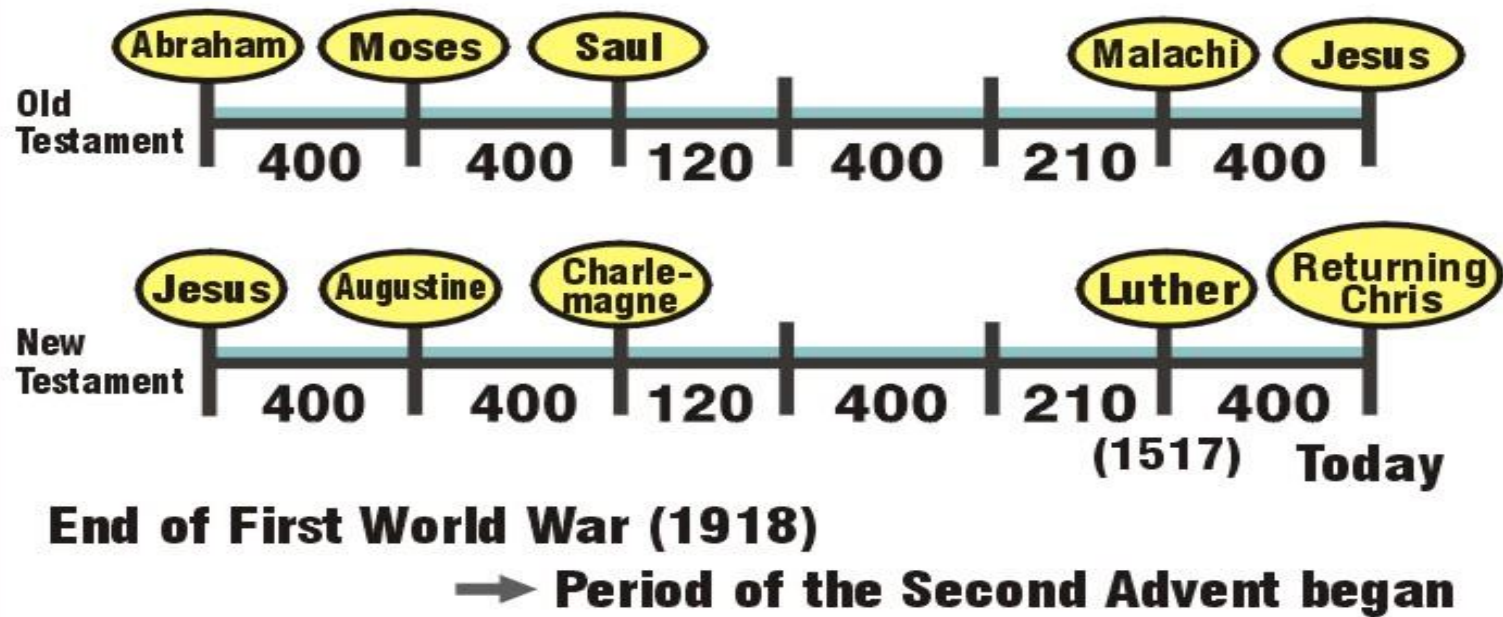 Abraham Moses Saul Malachi Jesus
Old
Testament
400 400 120 400 210 400
Jesus Augustine Charle-
magne Luther Returning
Chris
New
Testament
400 400 120 400 210 400
(1517) Today
End of First World War (1918)
Period of the Second Advent began